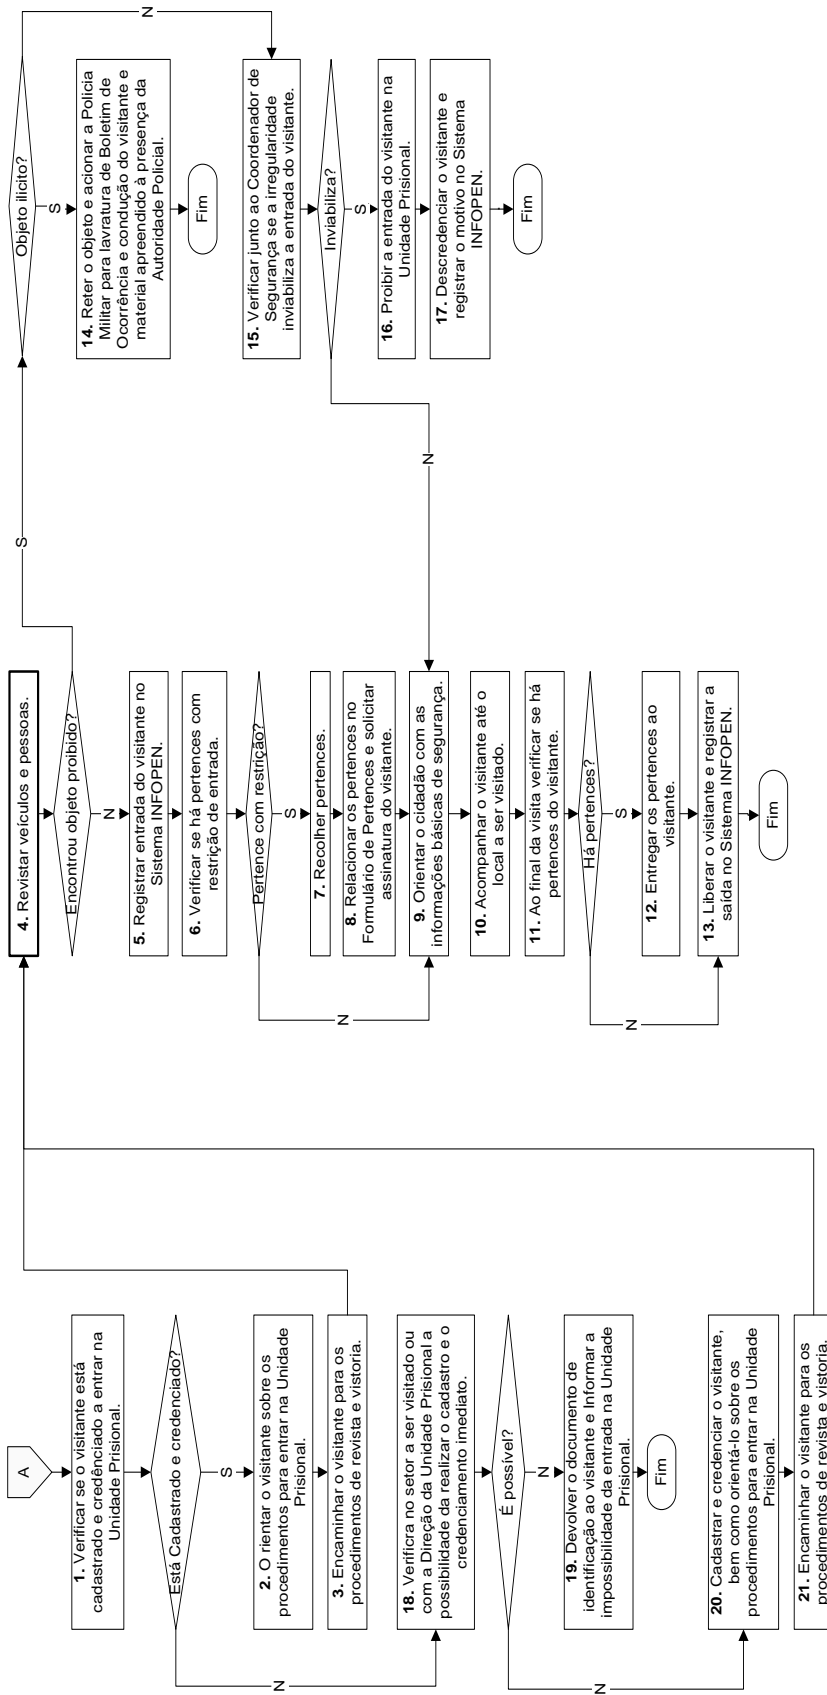 A
1. Verificar se o visitante está
cadastrado e credênciado a entrar na
Unidade Prisional.
Está Cadastrado e credenciado?
S
N
2. O rientar o visitante sobre os
procedimentos para entrar na Unidade
Prisional.
3. Encaminhar o visitante para os
procedimentos de revista e vistoria.
18. Verificra no setor a ser visitado ou
com a Direção da Unidade Prisional a
possibilidade da realizar o cadastro e o
credenciamento imediato.
É possível?
N
N
19. Devolver o documento de
identificação ao visitante e Informar a
impossibilidade da entrada na Unidade
Prisional.
Fim
20. Cadastrar e credenciar o visitante,
bem como orientá-lo sobre os
procedimentos para entrar na Unidade
Prisional.
21. Encaminhar o visitante para os
procedimentos de revista e vistoria.
4. Revistar veículos e pessoas.
Encontrou objeto proibido?
S
N
5. Registrar entrada do visitante no
Sistema INFOPEN.
6. Verificar se há pertences com
restrição de entrada.
Pertence com restrição?
S
N
7. Recolher pertences.
8. Relacionar os pertences no
Formulário de Pertences e solicitar
assinatura do visitante.
9. Orientar o cidadão com as
informações básicas de segurança.
10. Acompanhar o visitante até o
local a ser visitado.
11. Ao final da visita verificar se há
pertences do visitante.
Há pertences?
S
N
12. Entregar os pertences ao
visitante.
13. Liberar o visitante e registrar a
saída no Sistema INFOPEN.
Fim
Objeto ilicito?
N
S
14. Reter o objeto e acionar a Policia
Militar para lavratura de Boletim de
Ocorrência e condução do visitante e
material apreendido à presença da
Autoridade Policial.
Fim
15. Verificar junto ao Coordenador de
Segurança se a irregularidade
inviabiliza a entrada do visitante.
Inviabiliza?
S
N
16. Proibir a entrada do visitante na
Unidade Prisional.
17. Descredenciar o visitante e
registrar o motivo no Sistema
INFOPEN.
Fim